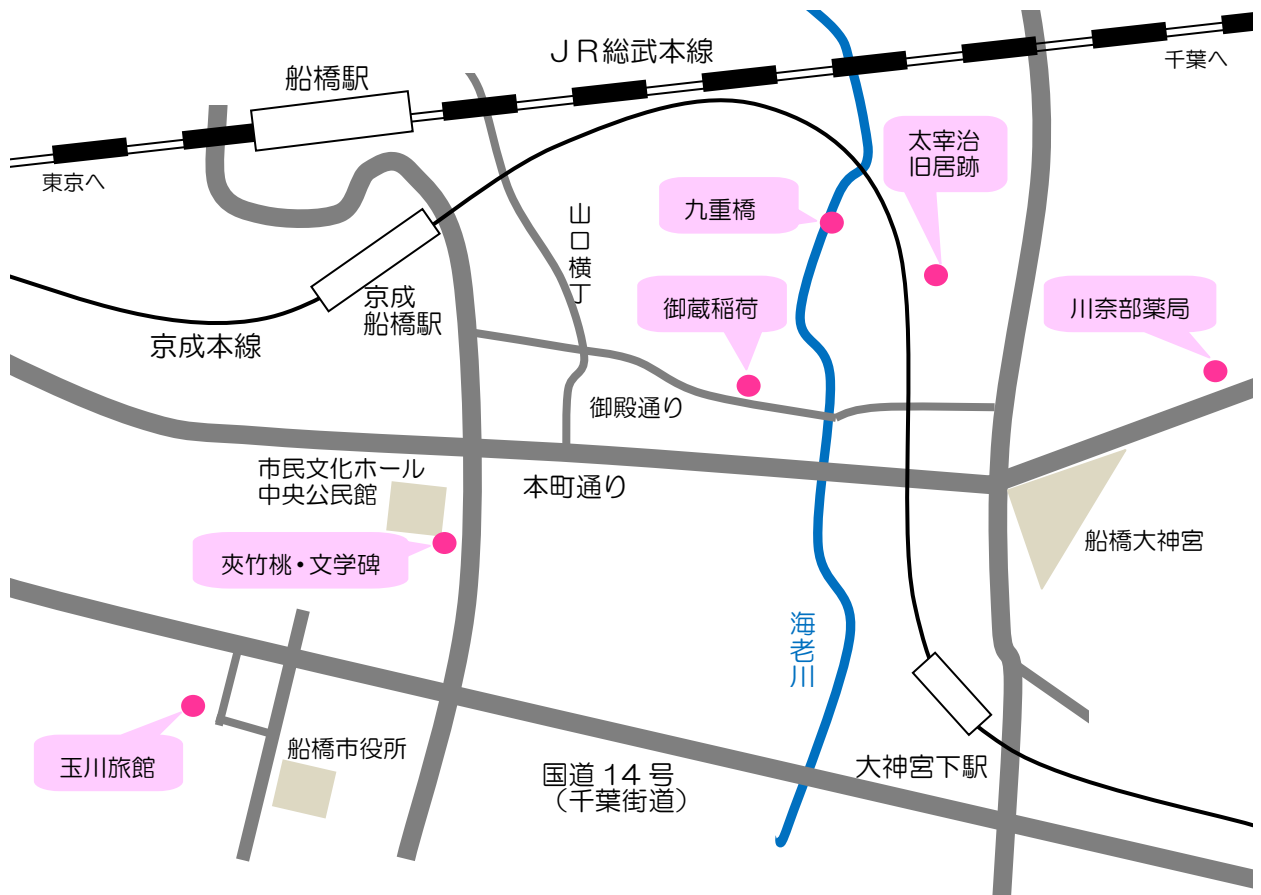 JR総武本線
千葉へ
船橋駅
東京へ
太宰治
旧居跡
九重橋
山口横丁
御蔵稲荷
川奈部薬局
京成
船橋駅
京成本線
御殿通り
市民文化ホール
中央公民館
本町通り
夾竹桃・文学碑
船橋大神宮
海老川
玉川旅館
船橋市役所
国道14号
(千葉街道)
大神宮下駅